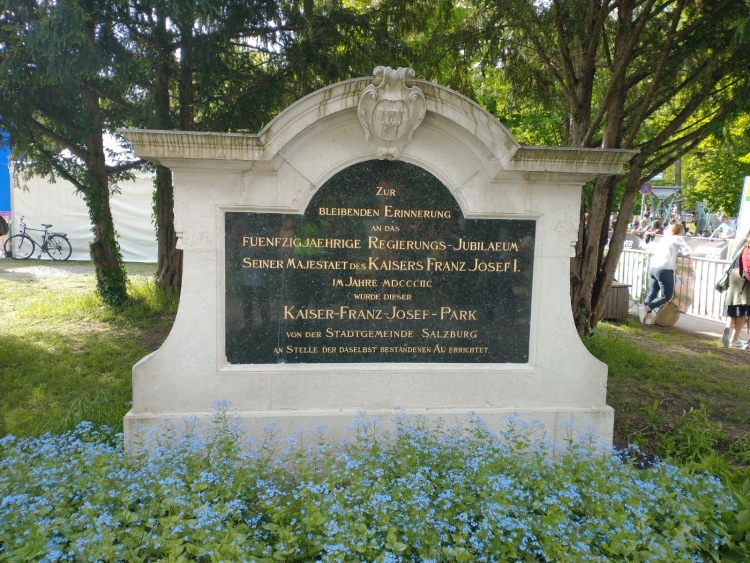 Zur
bleibenden Erinnerung
an das
fuenfzigjaehrige Regierungs-Jubilaeum
Seiner Majestaet des Kaisers Franz Josef I.
im Jahre MDCCCIIC
wurde dieser
Kaiser-Franz-Josef-Park
von der Stadtgemeinde Salzburg
an Stelle der daselbst bestandenen Au errichtet.